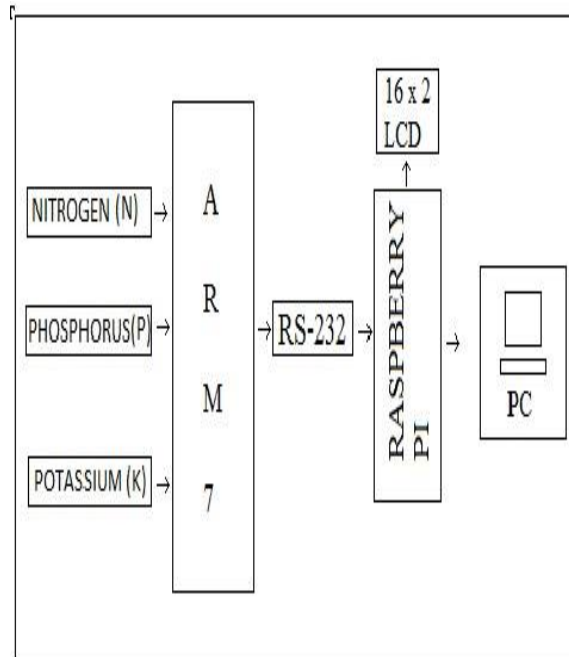 16 x 2
LCD
NITROGEN (N)
PHOSPHORUS(P)
POTASSIUM (K)
A
R
M
7
RS-232
RASPBERRY
PI
PC